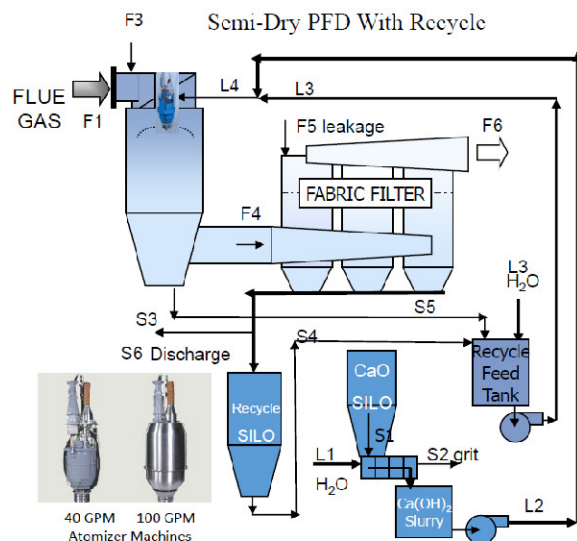 Semi-Dry PFD With Recycle
F3
L4
L3
FLUE
GAS
F1
F5 leakage
F6
FABRIC FILTER
F4
L3
H2O
S5
S3
S4
S6 Discharge
Recycle
Feed
Tank
CaO
SILO
Recycle
SILO
S1
L1
S2 grit
H2O
Ca(OH)2
Slurry
L2
40 GPM
100 GPM
Atomizer Machines